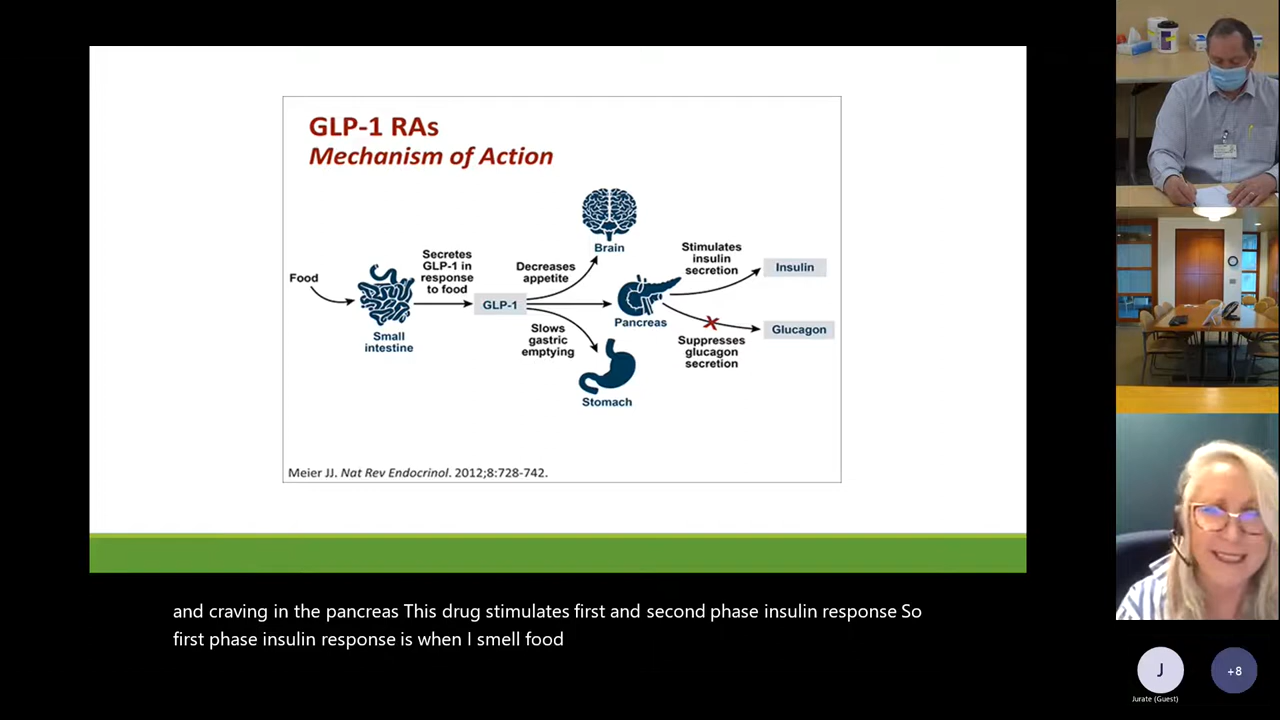 GLP-1 RAs
Mechanism of Action
Food
Small
intestine
Secretes
GLP-1 in
response
to food
GLP-1
Decreases
appetite
Brain
Slows
gastric
emptying
Stomach
Pancreas
Stimulates
insulin
secretion
Insulin
Suppresses
glucagon
secretion
Glucagon
Meier JJ. Nat Rev Endocrinol. 2012;8:728-742.
and craving in the pancreas This drug stimulates first and second phase insulin response So
first phase insulin response is when I smell food
J
+8
Jurate (Guest)